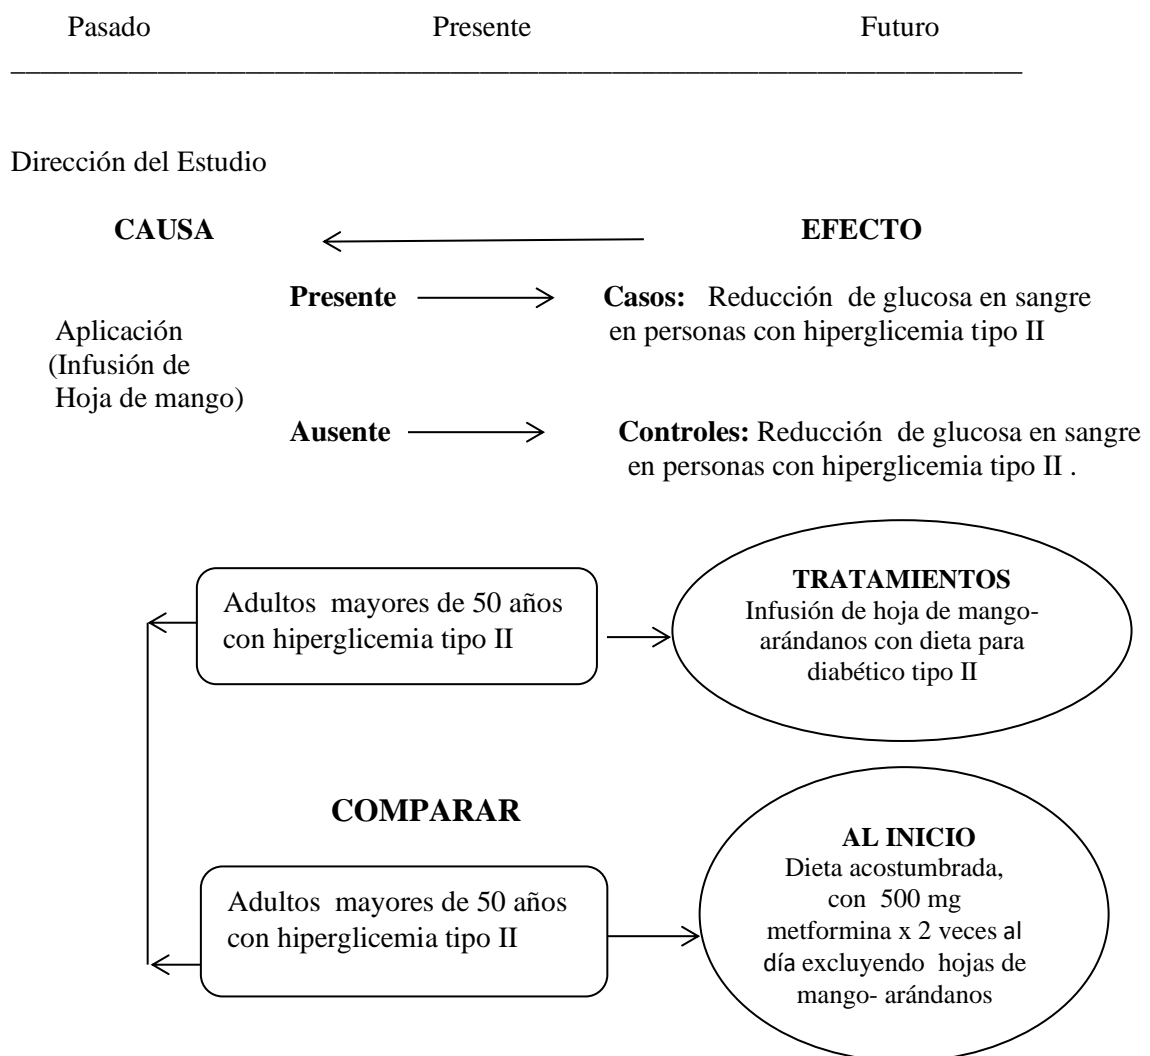 Pasado Presente Futuro
Dirección del Estudio
CAUSA EFECTO
Presente Casos: Reducción de glucosa en sangre
en personas con hiperglicemia tipo II
Aplicación
(Infusión de
Hoja de mango)
Ausente Controles: Reducción de glucosa en sangre
en personas con hiperglicemia tipo II .
Adultos mayores de 50 años
con hiperglicemia tipo II
TRATAMIENTOS
Infusión de hoja de mango-
arándanos con dieta para
diabético tipo II
COMPARAR
Adultos mayores de 50 años
con hiperglicemia tipo II
AL INICIO
Dieta acostumbrada,
con 500 mg
metformina x 2 veces al
día excluyendo hojas de
mango- arándanos